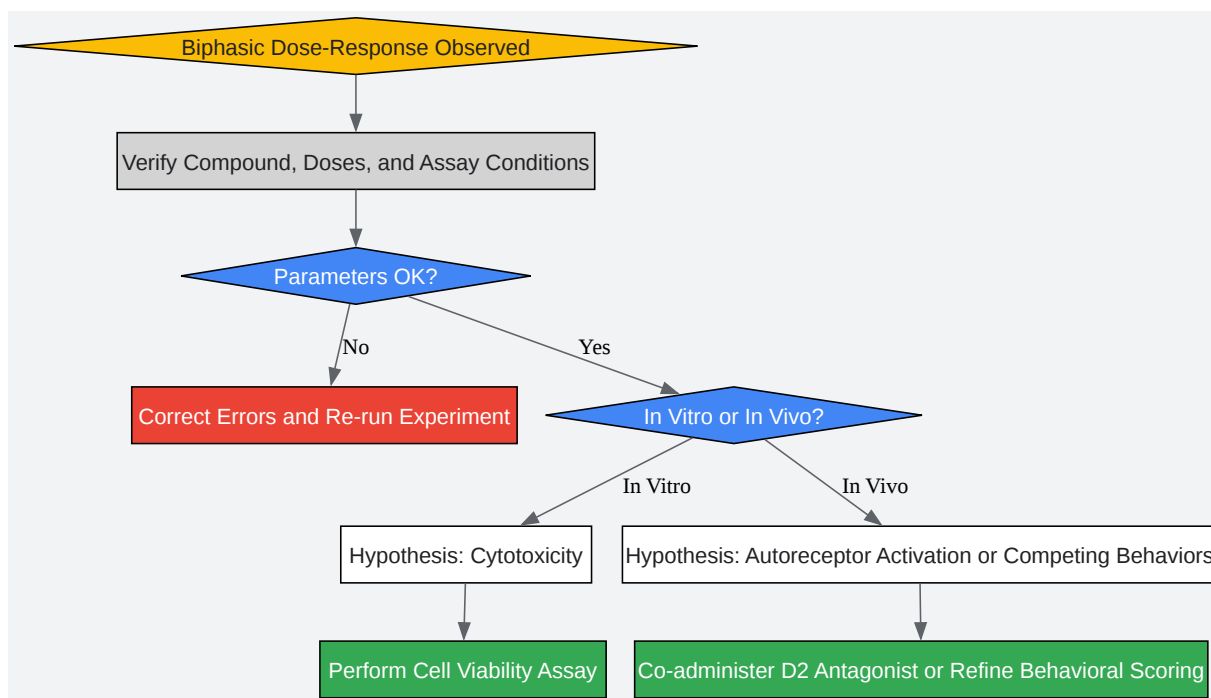 Biphasic Dose-Response Observed
Verify Compound, Doses, and Assay Conditions
Parameters OK?
No
Yes
Correct Errors and Re-run Experiment
In Vitro or In Vivo?
In Vitro
In Vivo
Hypothesis: Cytotoxicity
Hypothesis: Autoreceptor Activation or Competing Behaviors
Perform Cell Viability Assay
Co-administer D2 Antagonist or Refine Behavioral Scoring